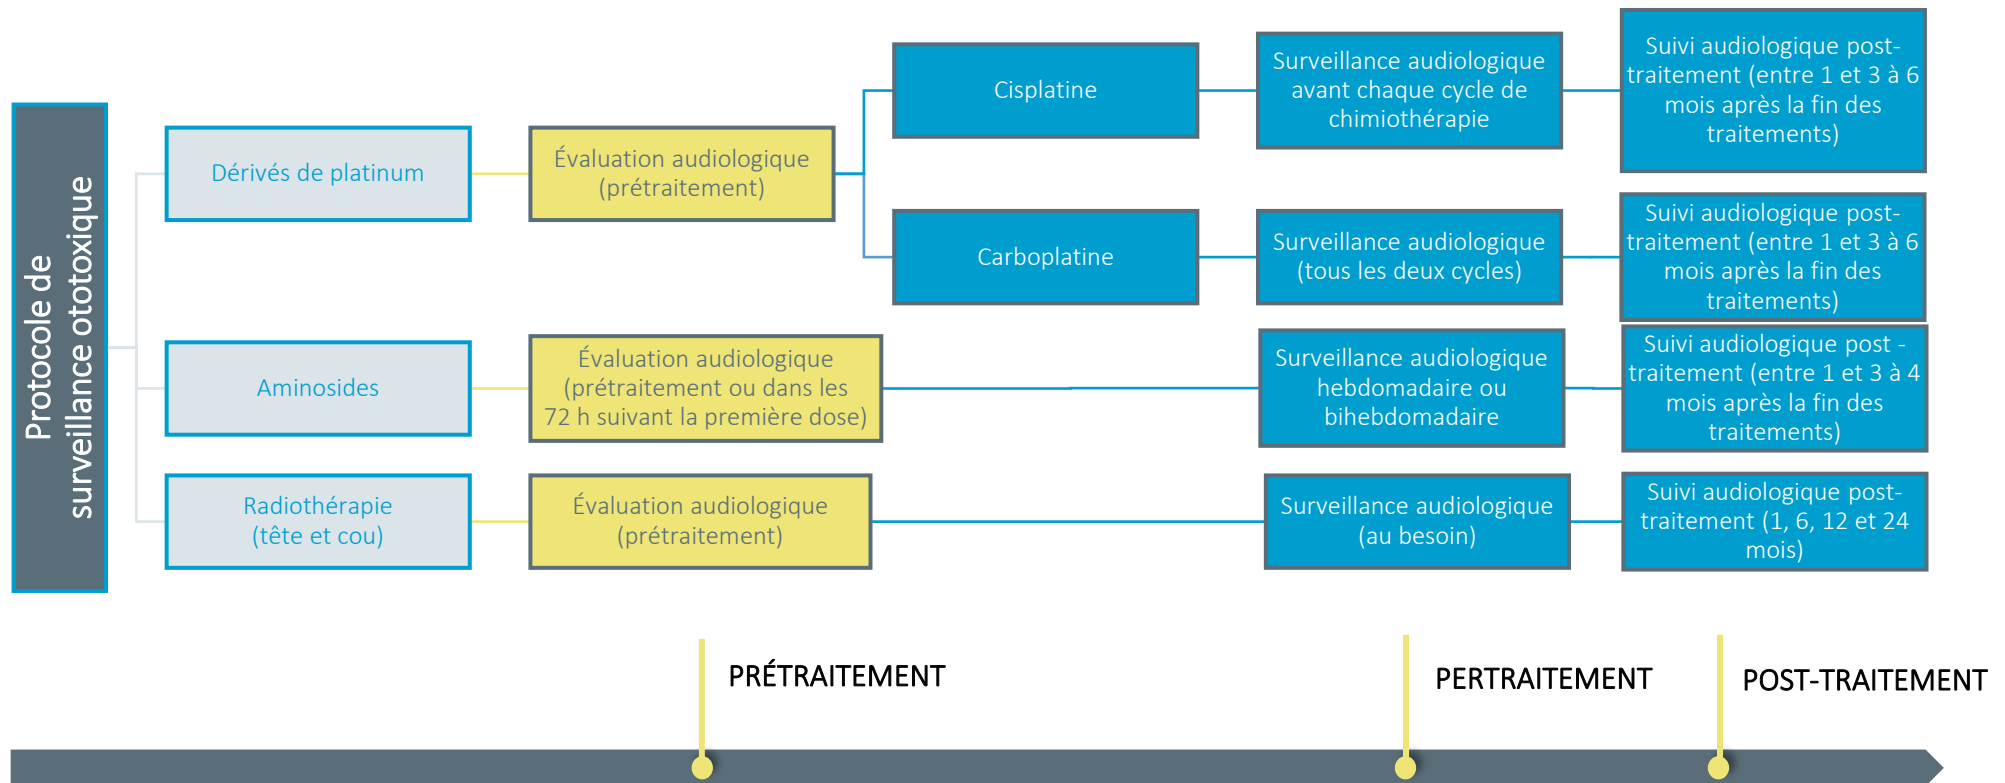 Protocole de
surveillance ototoxique
Dérivés de platinum
Évaluation audiologique
(prétraitement)
Cisplatine
Surveillance audiologique
avant chaque cycle de
chimiothérapie
Suivi audiologique post-
traitement (entre 1 et 3 à 6
mois après la fin des
traitements)
Carboplatine
Surveillance audiologique
(tous les deux cycles)
Suivi audiologique post-
traitement (entre 1 et 3 à 6
mois après la fin des
traitements)
Aminosides
Évaluation audiologique
(prétraitement ou dans les
72 h suivant la première dose)
Surveillance audiologique
hebdomadaire ou
bihebdomadaire
Suivi audiologique post -
traitement (entre 1 et 3 à 4
mois après la fin des
traitements)
Radiothérapie
(tête et cou)
Évaluation audiologique
(prétraitement)
Surveillance audiologique
(au besoin)
Suivi audiologique post-
traitement (1, 6, 12 et 24
mois)
PRÉTRAITEMENT
PERTRAITEMENT
POST-TRAITEMENT